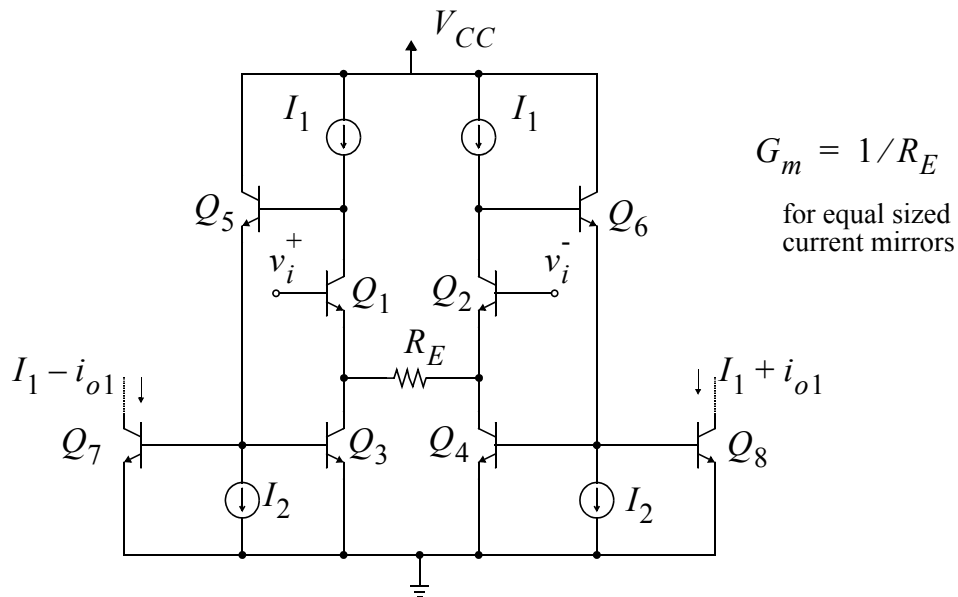 V_CC
I_1
I_1
G_m = 1/R_E
for equal sized
current mirrors
Q_5
Q_6
v_i^+
v_i^-
Q_1
Q_2
R_E
I_1 – i_o1
I_1 + i_o1
Q_7
Q_3
Q_4
Q_8
I_2
I_2